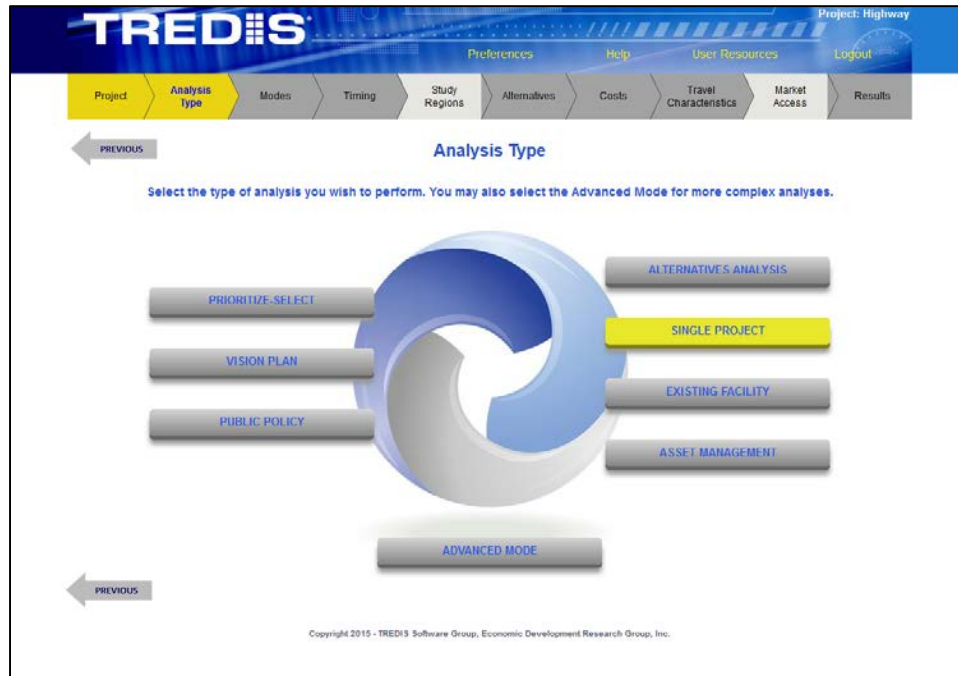 TREDIS
Project: Highway
Preferences Help User Resources Logout
Project Analysis Type Modes Timing Study Regions Alternatives Costs Travel Characteristics Market Access Results
PREVIOUS
Analysis Type
Select the type of analysis you wish to perform. You may also select the Advanced Mode for more complex analyses.
ALTERNATIVES ANALYSIS
PRIORITIZE-SELECT
SINGLE PROJECT
VISION PLAN
EXISTING FACILITY
PUBLIC POLICY
ASSET MANAGEMENT
ADVANCED MODE
PREVIOUS
Copyright 2015 - TREDIS Software Group, Economic Development Research Group, Inc.